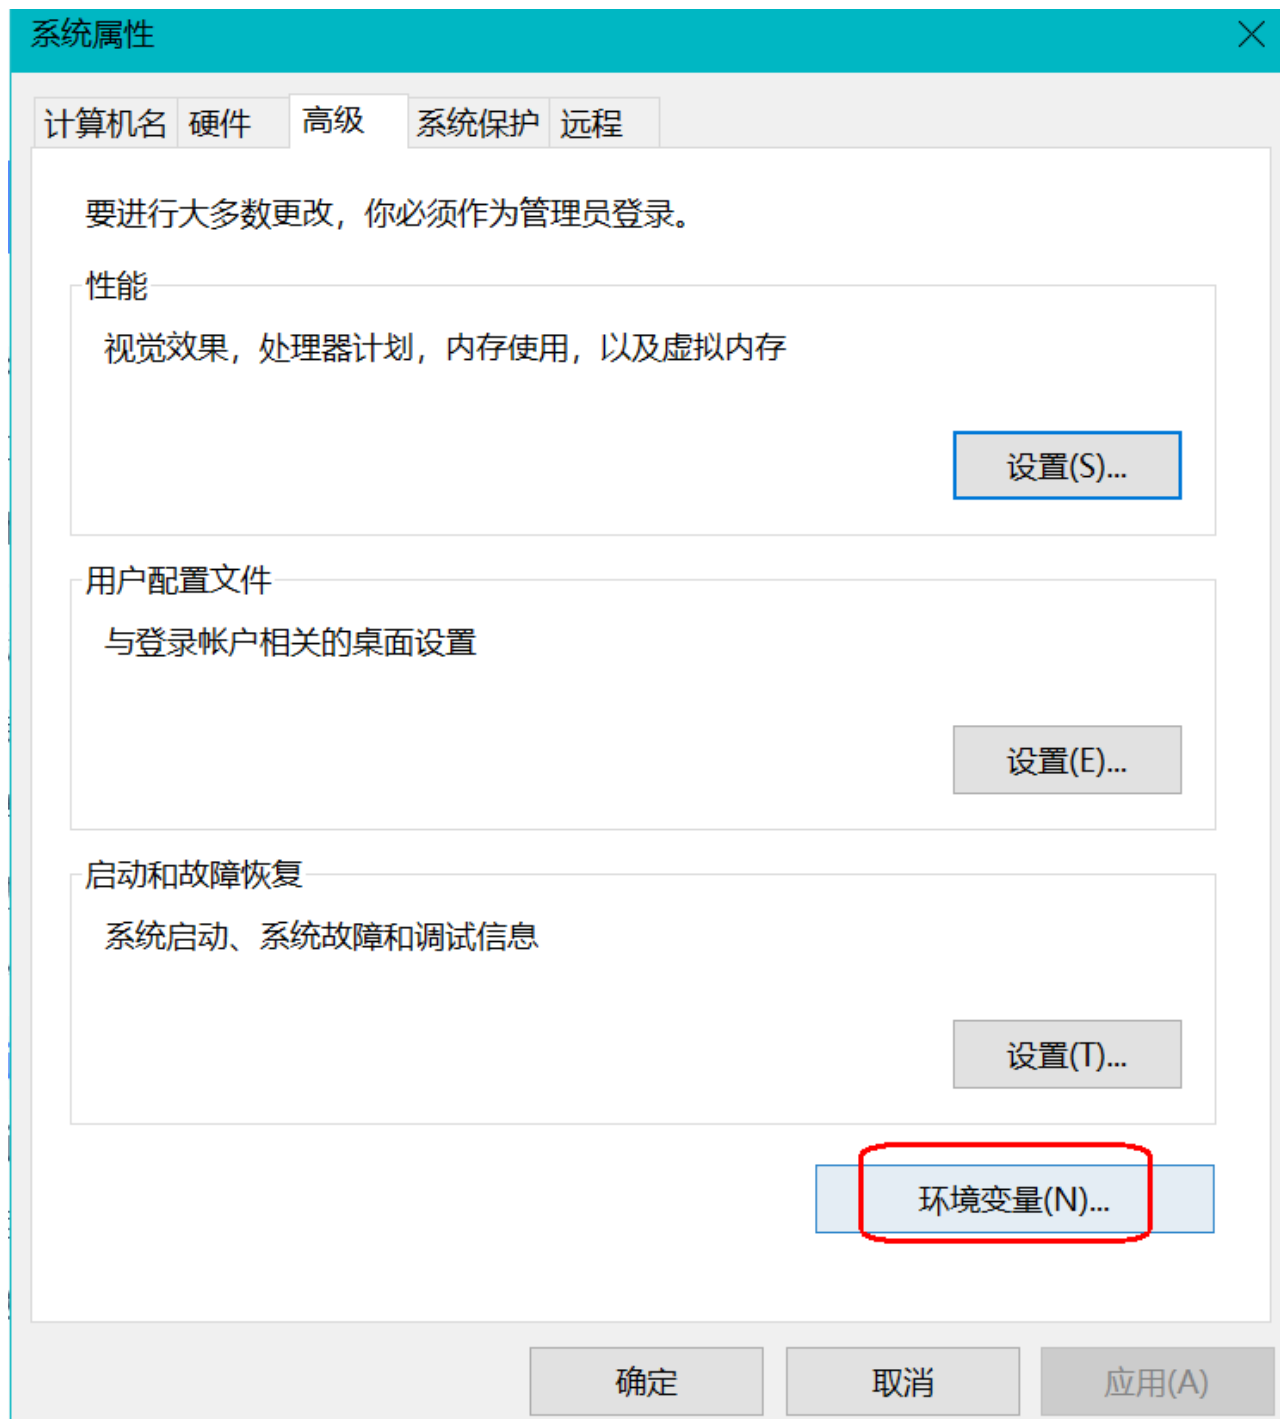 系统属性
计算机名 硬件 高级 系统保护 远程
要进行大多数更改，你必须作为管理员登录。
性能
视觉效果，处理器计划，内存使用，以及虚拟内存
设置(S)...
用户配置文件
与登录帐户相关的桌面设置
设置(E)...
启动和故障恢复
系统启动、系统故障和调试信息
设置(T)...
环境变量(N)...
确定 取消 应用(A)